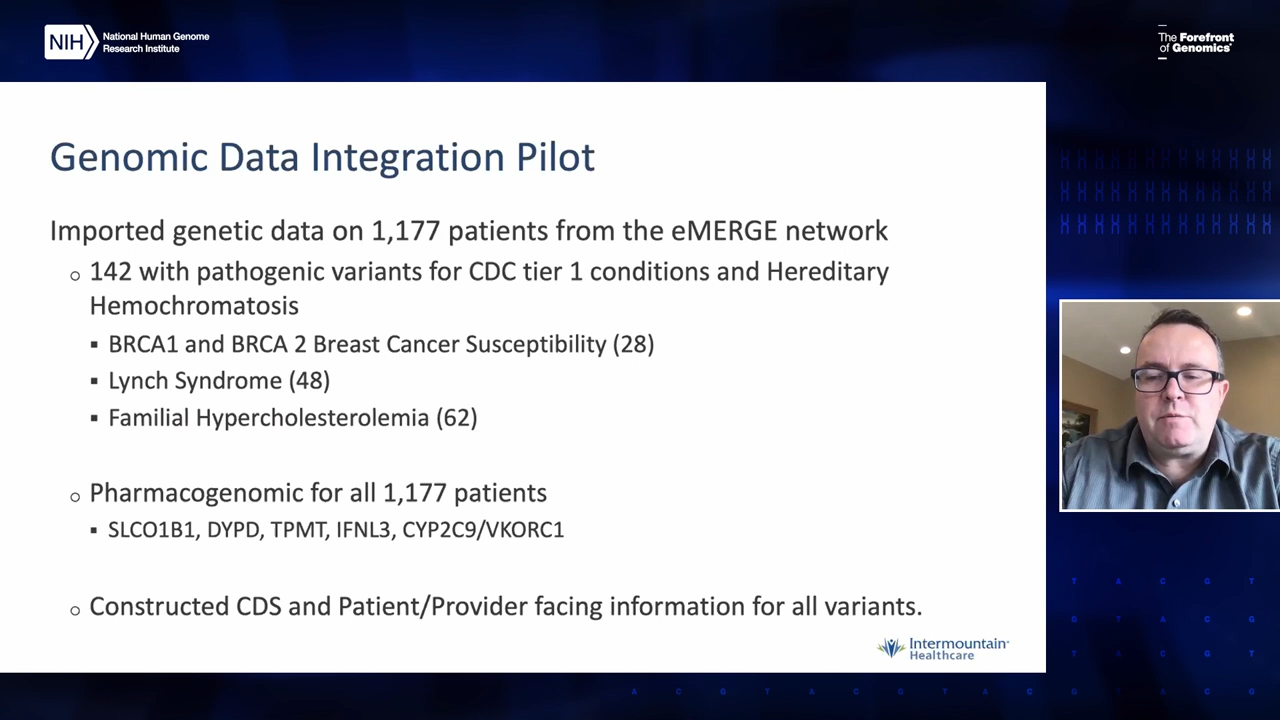 NIH
National Human Genome
Research Institute
The Forefront
of Genomics®
Genomic Data Integration Pilot
Imported genetic data on 1,177 patients from the eMERGE network
142 with pathogenic variants for CDC tier 1 conditions and Hereditary
Hemochromatosis
BRCA1 and BRCA 2 Breast Cancer Susceptibility (28)
Lynch Syndrome (48)
Familial Hypercholesterolemia (62)
Pharmacogenomic for all 1,177 patients
SLCO1B1, DYPD, TPMT, IFNL3, CYP2C9/VKORC1
Constructed CDS and Patient/Provider facing information for all variants.
Intermountain®
Healthcare
T A C G T
G T A C G
T A C G T
A C G T A C G T A C G T A C G T A C G